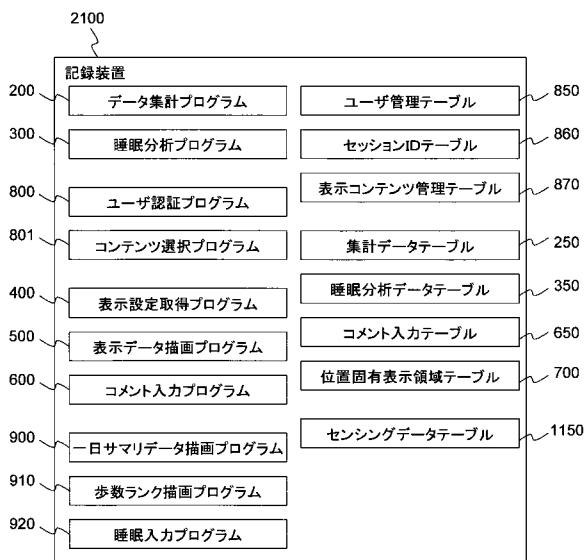 2100
記録装置
200 データ集計プログラム
300 睡眠分析プログラム
800 ユーザ認証プログラム
801 コンテンツ選択プログラム
400 表示設定取得プログラム
500 表示データ描画プログラム
600 コメント入力プログラム
900 一日サマリデータ描画プログラム
910 歩数ランク描画プログラム
920 睡眠入力プログラム
ユーザ管理テーブル 850
セッションIDテーブル 860
表示コンテンツ管理テーブル 870
集計データテーブル 250
睡眠分析データテーブル 350
コメント入力テーブル 650
位置固有表示領域テーブル 700
センシングデータテーブル 1150